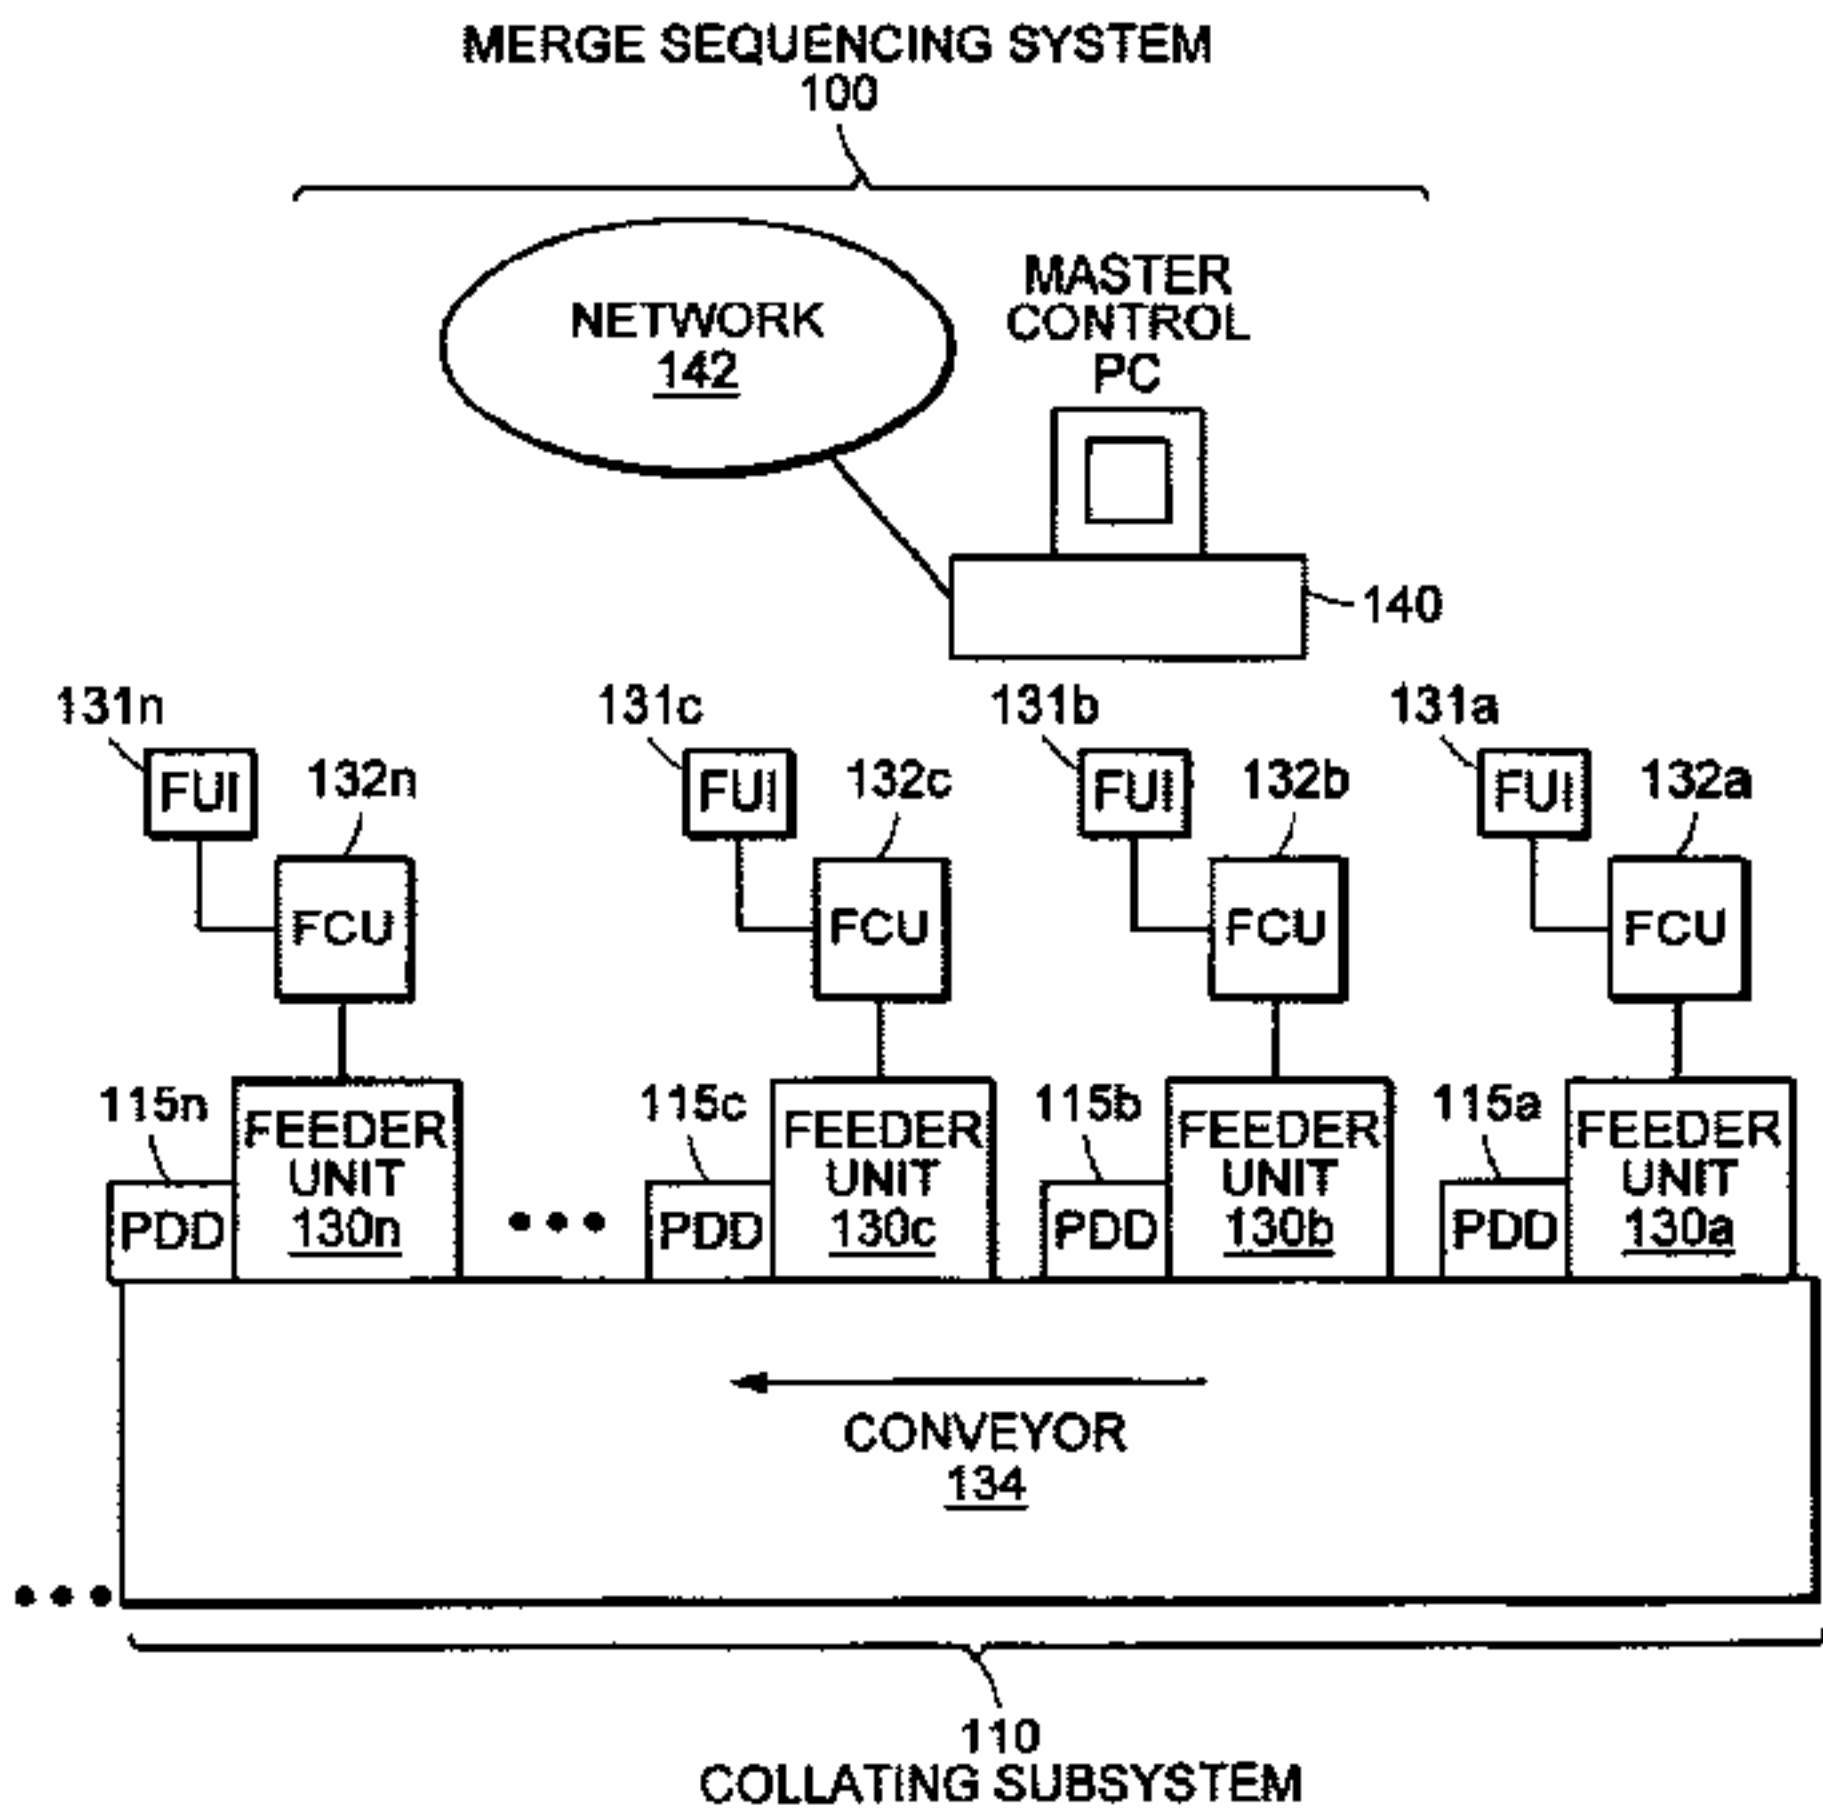 MERGE SEQUENCING SYSTEM
100
NETWORK
142
MASTER
CONTROL
PC
140
131n
131c
131b
131a
FUI
132n
FUI
132c
FUI
132b
FUI
132a
FCU
FCU
FCU
FCU
115n
FEEDER
UNIT
130n
PDD
•••
115c
FEEDER
UNIT
130c
PDD
115b
FEEDER
UNIT
130b
PDD
115a
FEEDER
UNIT
130a
PDD
CONVEYOR
134
•••
110
COLLATING SUBSYSTEM